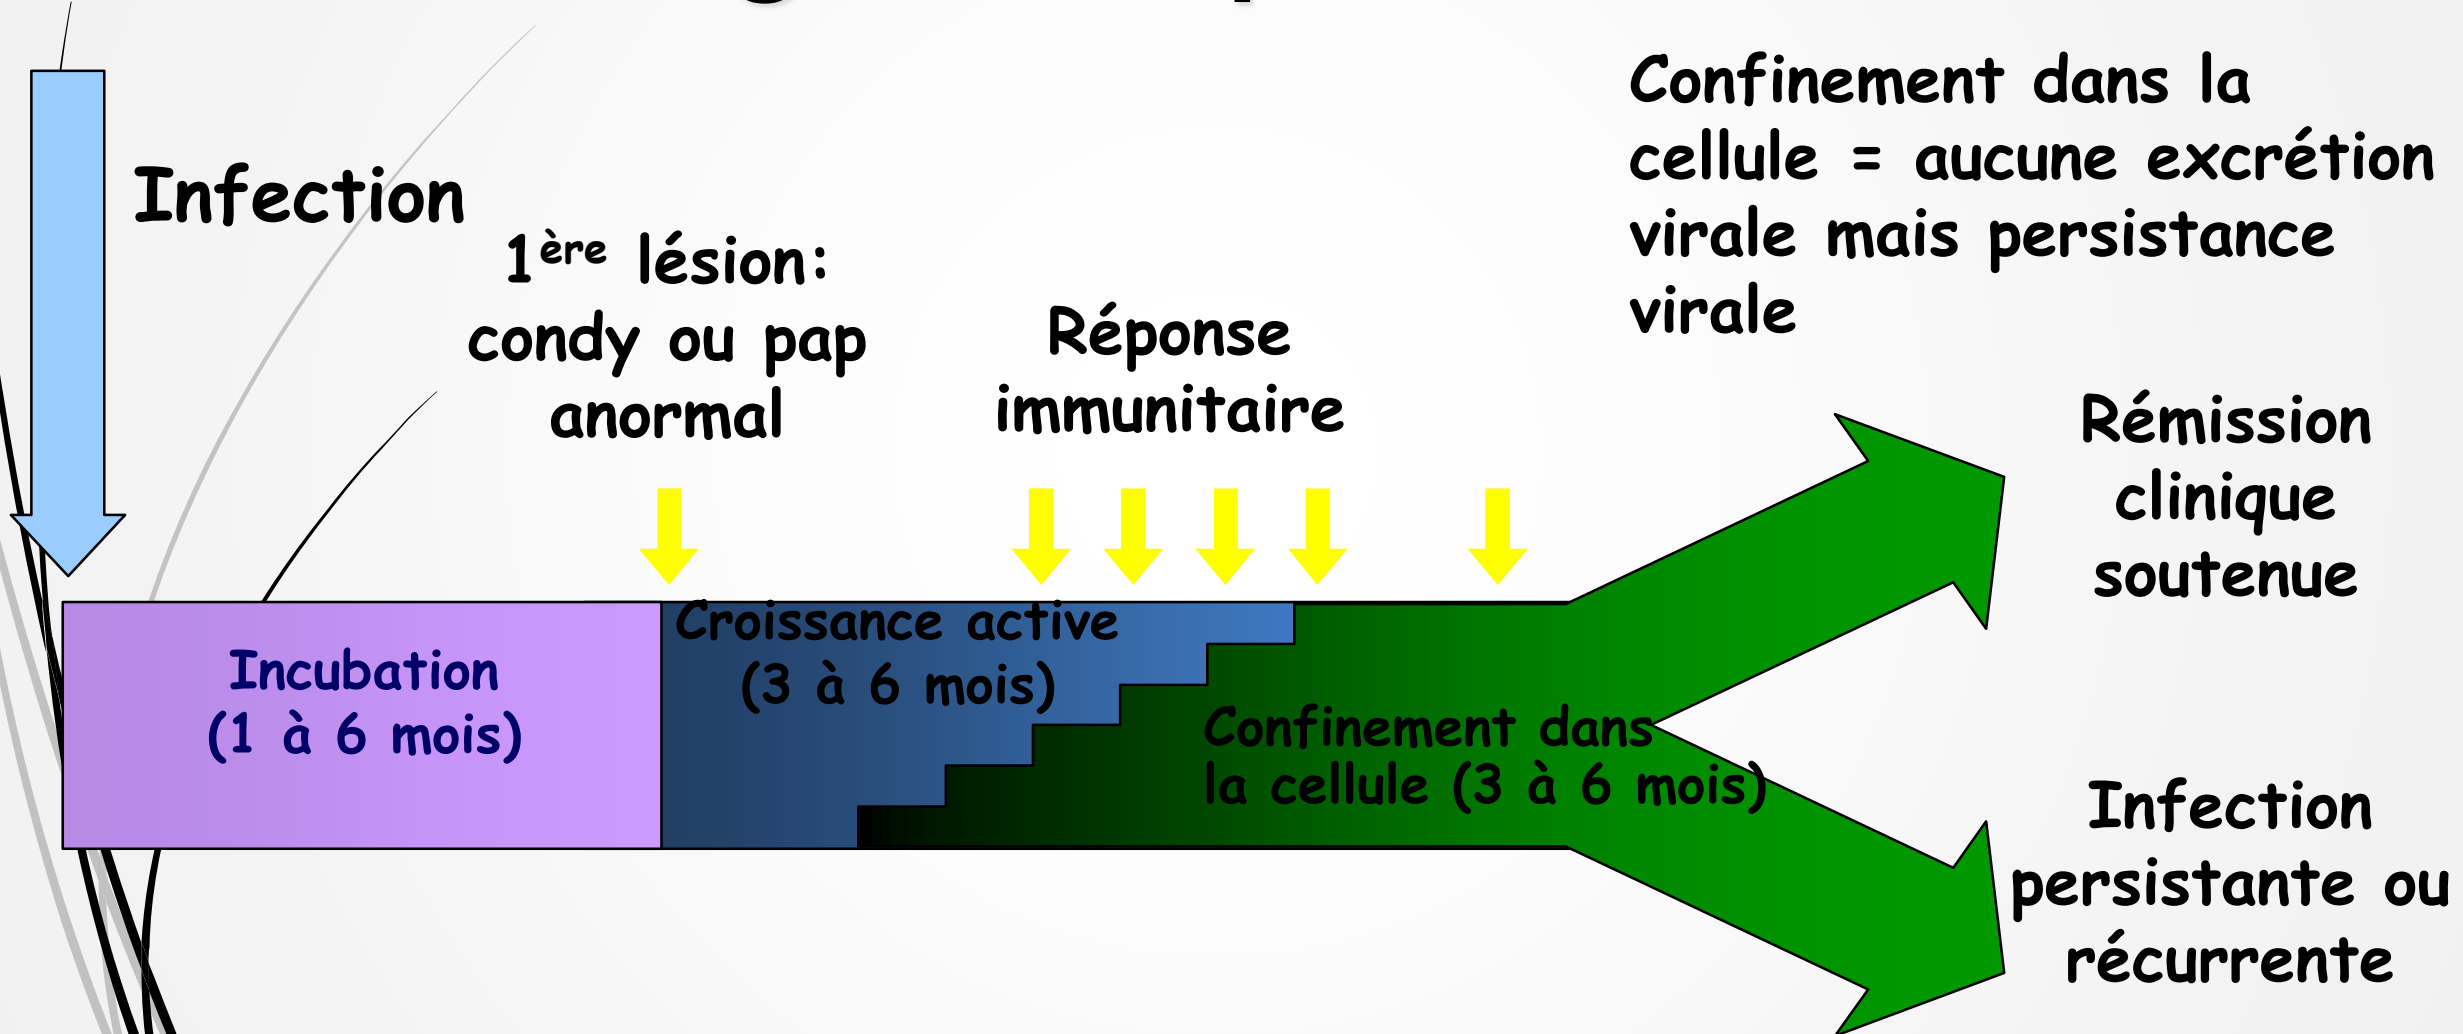 Infection
1ère lésion:
condy ou pap
anormal
Réponse
immunitaire
Confinement dans la
cellule = aucune excrétion
virale mais persistance
virale
Rémission
clinique
soutenue
Incubation
(1 à 6 mois)
Croissance active
(3 à 6 mois)
Confinement dans
la cellule (3 à 6 mois)
Infection
persistante ou
récurrente